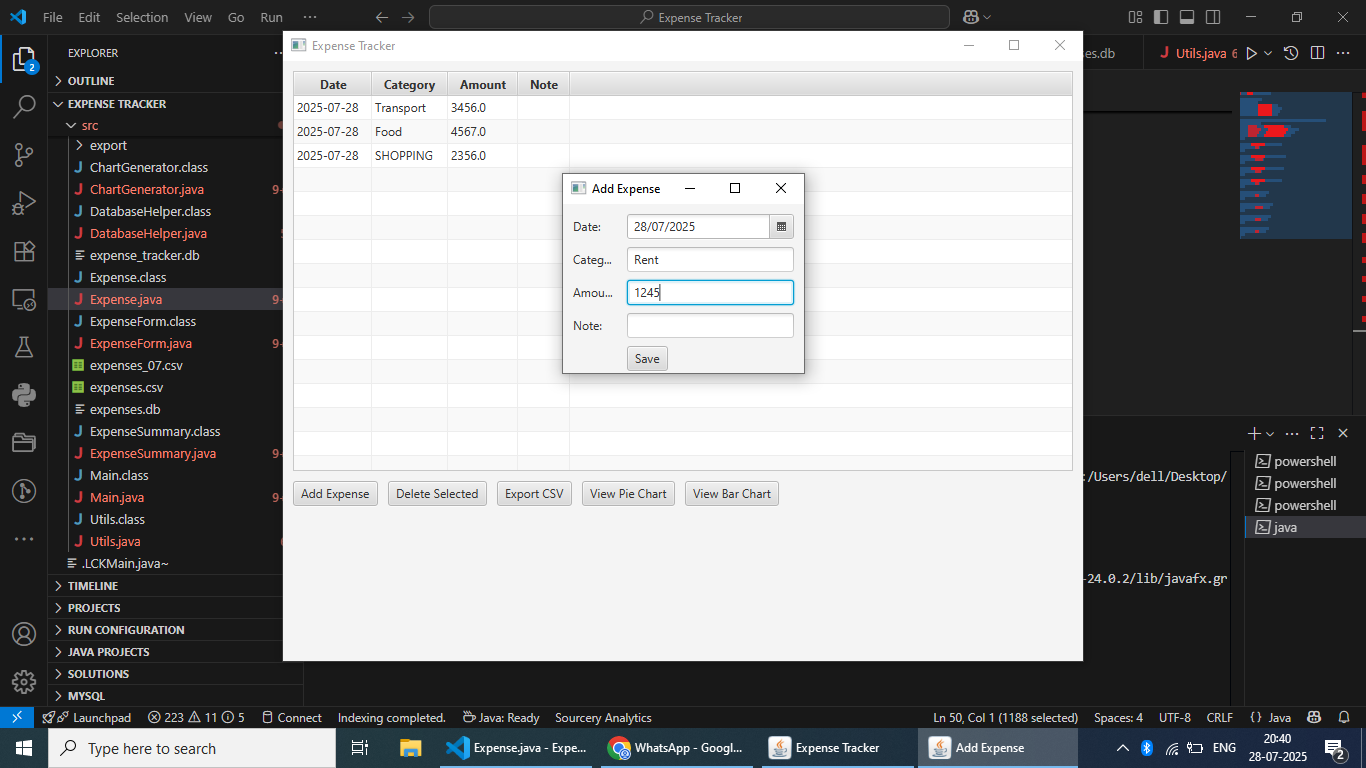 File Edit Selection View Go Run ··· Expense Tracker
EXPLORER
OUTLINE
EXPENSE TRACKER
src
export
ChartGenerator.class
ChartGenerator.java 9+
DatabaseHelper.class
DatabaseHelper.java
expense_tracker.db
Expense.class
Expense.java 9+
ExpenseForm.class
ExpenseForm.java 9+
expenses_07.csv
expenses.csv
expenses.db
ExpenseSummary.class
ExpenseSummary.java 9+
Main.class
Main.java 9+
Utils.class
Utils.java
.LCKMain.java~
TIMELINE
PROJECTS
RUN CONFIGURATION
JAVA PROJECTS
SOLUTIONS
MYSQL
2
Expense Tracker
Date Category Amount Note
2025-07-28 Transport 3456.0
2025-07-28 Food 4567.0
2025-07-28 SHOPPING 2356.0
Add Expense
Date: 28/07/2025
Categ... Rent
Amou... 1245
Note:
Save
Add Expense Delete Selected Export CSV View Pie Chart View Bar Chart
es.db Utils.java 6
:/Users/dell/Desktop/
-24.0.2/lib/javafx.gr
powershell
powershell
powershell
java
Launchpad 223 11 5 Connect Indexing completed. Java: Ready Sourcery Analytics Ln 50, Col 1 (1188 selected) Spaces: 4 UTF-8 CRLF {} Java
Type here to search Expense.java - Expe... WhatsApp - Googl... Expense Tracker Add Expense ENG 20:40
28-07-2025 2